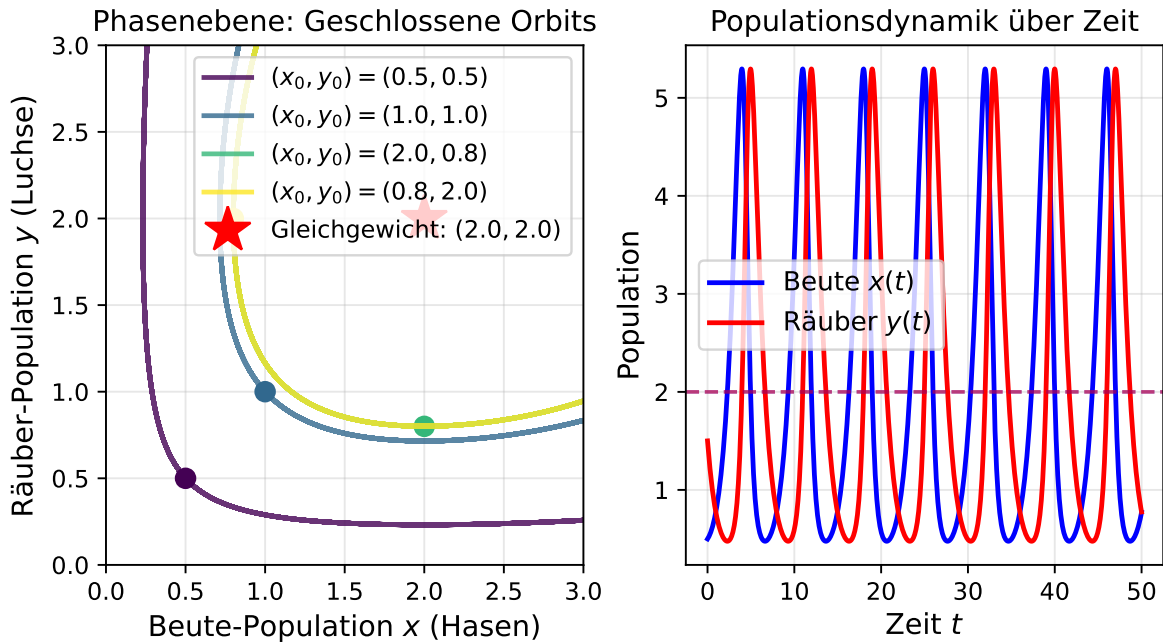 Phasenebene: Geschlossene Orbits
3.0
2.5
2.0
1.5
1.0
0.5
0.0
Räuber-Population y (Luchse)
(x₀, y₀) = (0.5, 0.5)
(x₀, y₀) = (1.0, 1.0)
(x₀, y₀) = (2.0, 0.8)
(x₀, y₀) = (0.8, 2.0)
Gleichgewicht: (2.0, 2.0)
0.0 0.5 1.0 1.5 2.0 2.5 3.0
Beute-Population x (Hasen)
Populationsdynamik über Zeit
5
4
3
2
1
Population
Beute x(t)
Räuber y(t)
0 10 20 30 40 50
Zeit t